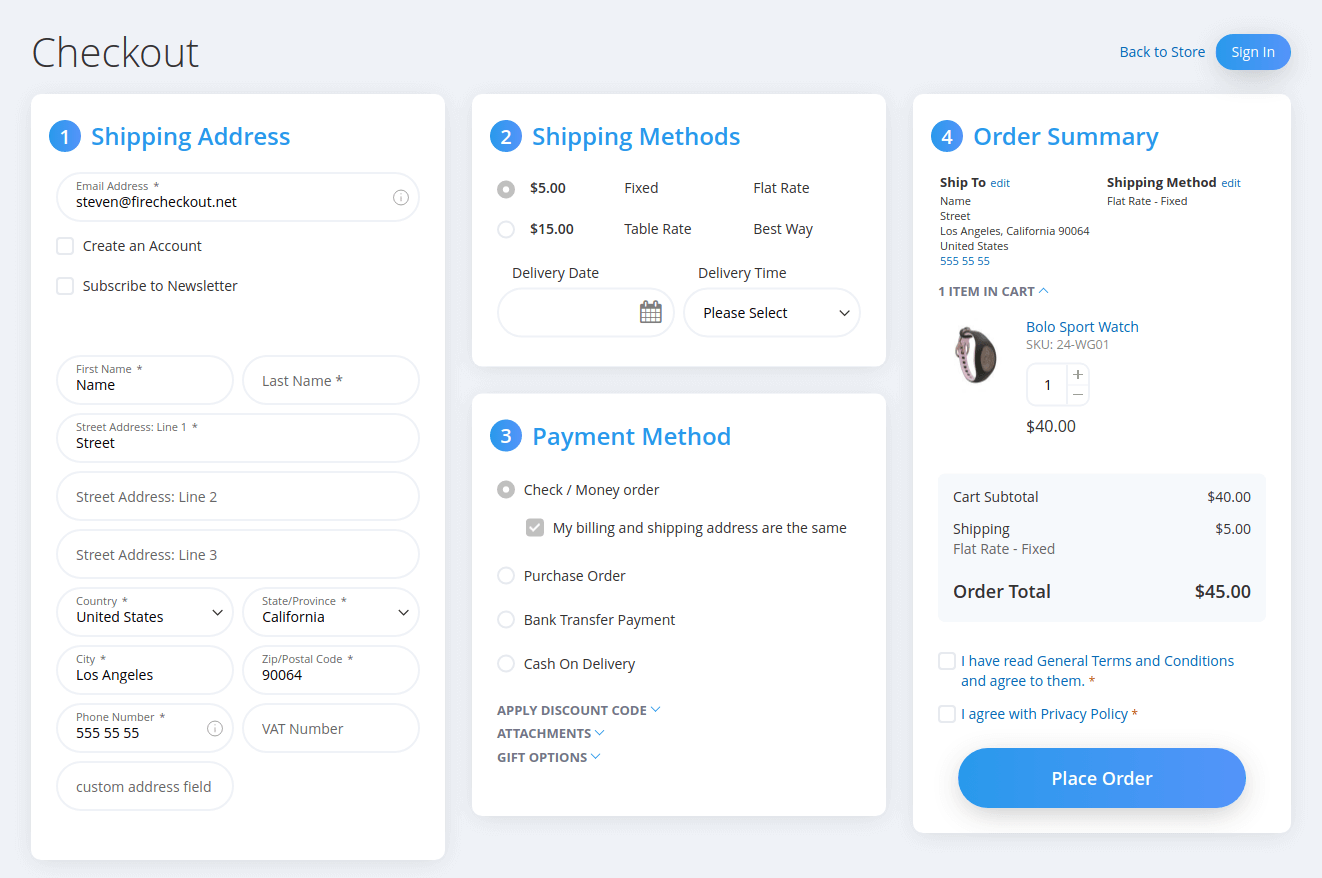 Checkout
Back to Store
Sign In
1 Shipping Address
Email Address *
steven@firecheckout.net
Create an Account
Subscribe to Newsletter
First Name *
Name
Last Name *
Street Address: Line 1 *
Street
Street Address: Line 2
Street Address: Line 3
Country *
United States
State/Province *
California
City *
Los Angeles
Zip/Postal Code *
90064
Phone Number *
555 55 55
VAT Number
custom address field
2 Shipping Methods
$5.00 Fixed Flat Rate
$15.00 Table Rate Best Way
Delivery Date
Delivery Time
Please Select
3 Payment Method
Check / Money order
My billing and shipping address are the same
Purchase Order
Bank Transfer Payment
Cash On Delivery
APPLY DISCOUNT CODE
ATTACHMENTS
GIFT OPTIONS
4 Order Summary
Ship To edit
Name
Street
Los Angeles, California 90064
United States
555 55 55
Shipping Method edit
Flat Rate - Fixed
1 ITEM IN CART
Bolo Sport Watch
SKU: 24-WG01
1
$40.00
Cart Subtotal $40.00
Shipping $5.00
Flat Rate - Fixed
Order Total $45.00
I have read General Terms and Conditions
and agree to them. *
I agree with Privacy Policy *
Place Order